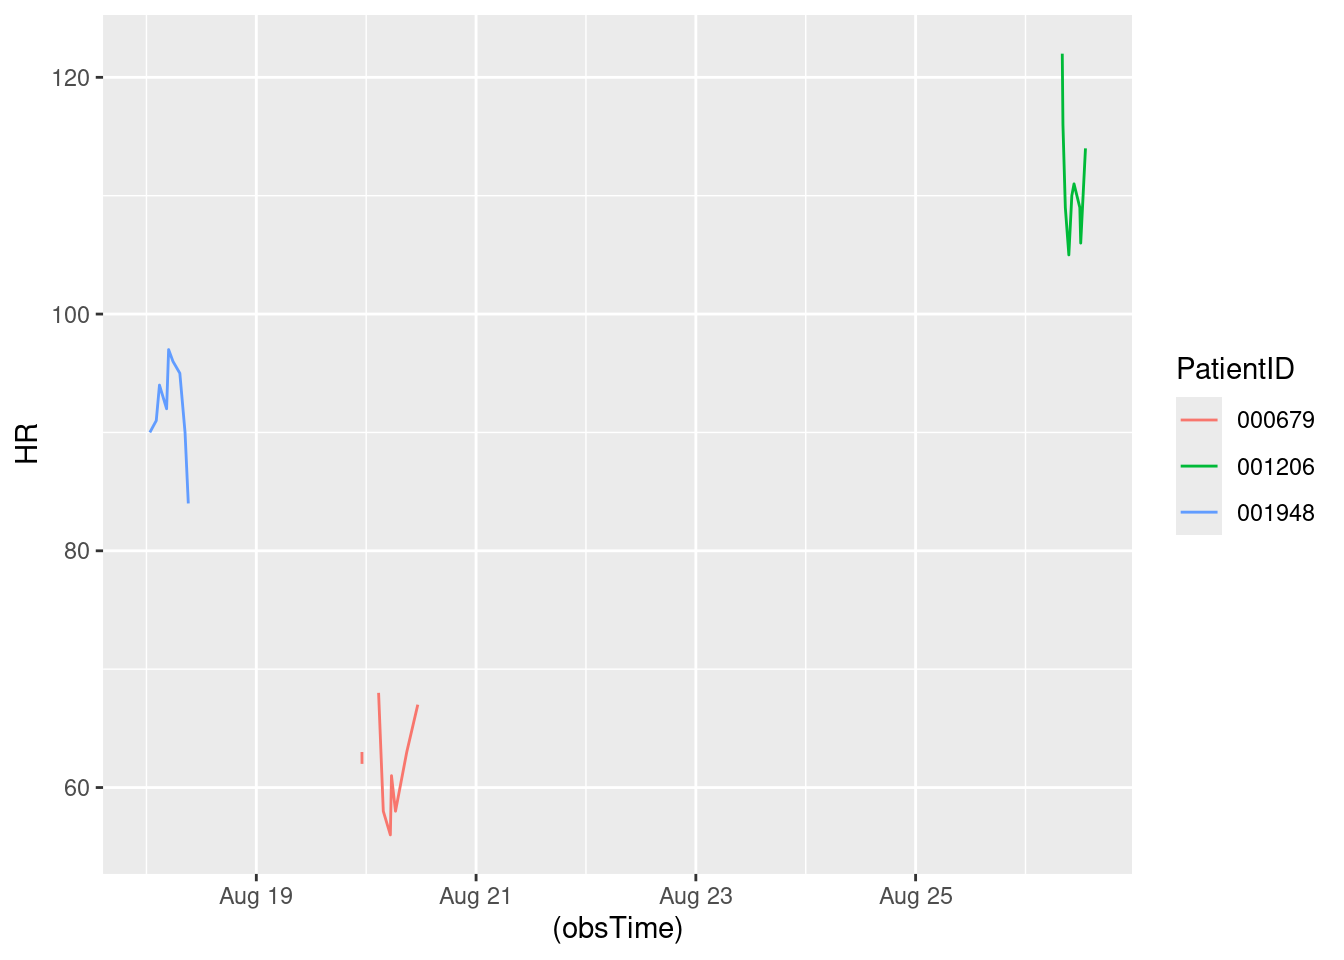 120
100
80
60
HR
Aug 19
Aug 21
Aug 23
Aug 25
(obsTime)
PatientID
000679
001206
001948